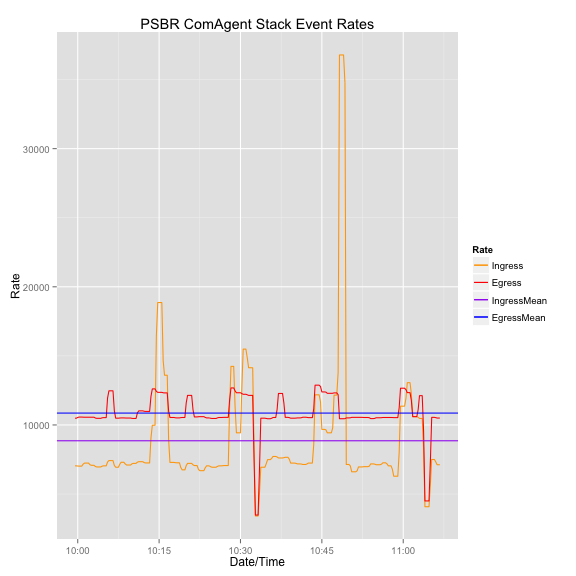 PSBR ComAgent Stack Event Rates
30000
20000
10000
Rate
10:00
10:15
10:30
10:45
11:00
Date/Time
Rate
Ingress
Egress
IngressMean
EgressMean